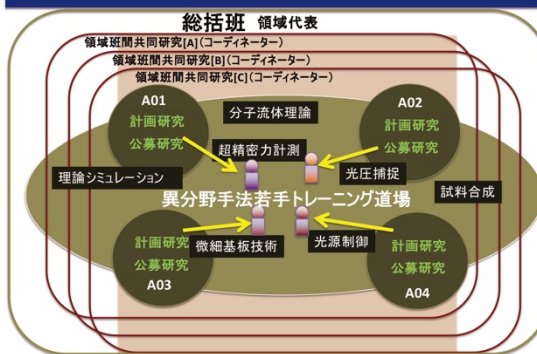 総括班 領域代表
領域班間共同研究[A](コーディネーター)
領域班間共同研究[B](コーディネーター)
領域班間共同研究[C](コーディネーター)
A01
計画研究
公募研究
分子流体理論
A02
計画研究
公募研究
超精密力計測
理論シミュレーション
光圧捕捉
試料合成
異分野手法若手トレーニング道場
微細基板技術
光源制御
計画研究
公募研究
A03
計画研究
公募研究
A04